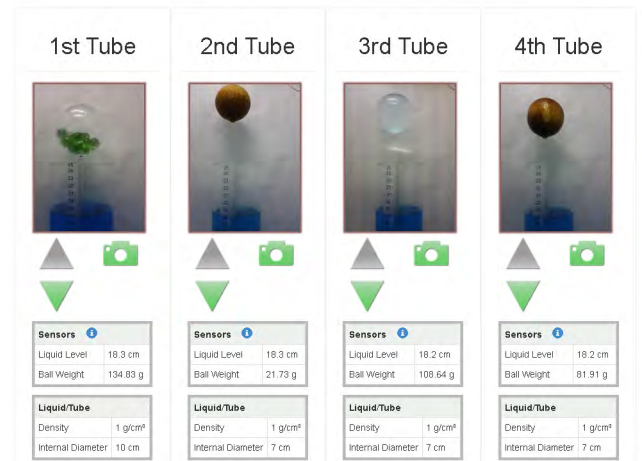 1st Tube
Sensors
Liquid Level 18.3 cm
Ball Weight 134.83 g
Liquid/Tube
Density 1 g/cm³
Internal Diameter 10 cm
2nd Tube
Sensors
Liquid Level 18.3 cm
Ball Weight 21.73 g
Liquid/Tube
Density 1 g/cm³
Internal Diameter 7 cm
3rd Tube
Sensors
Liquid Level 18.2 cm
Ball Weight 108.64 g
Liquid/Tube
Density 1 g/cm³
Internal Diameter 7 cm
4th Tube
Sensors
Liquid Level 18.2 cm
Ball Weight 81.91 g
Liquid/Tube
Density 1 g/cm³
Internal Diameter 7 cm